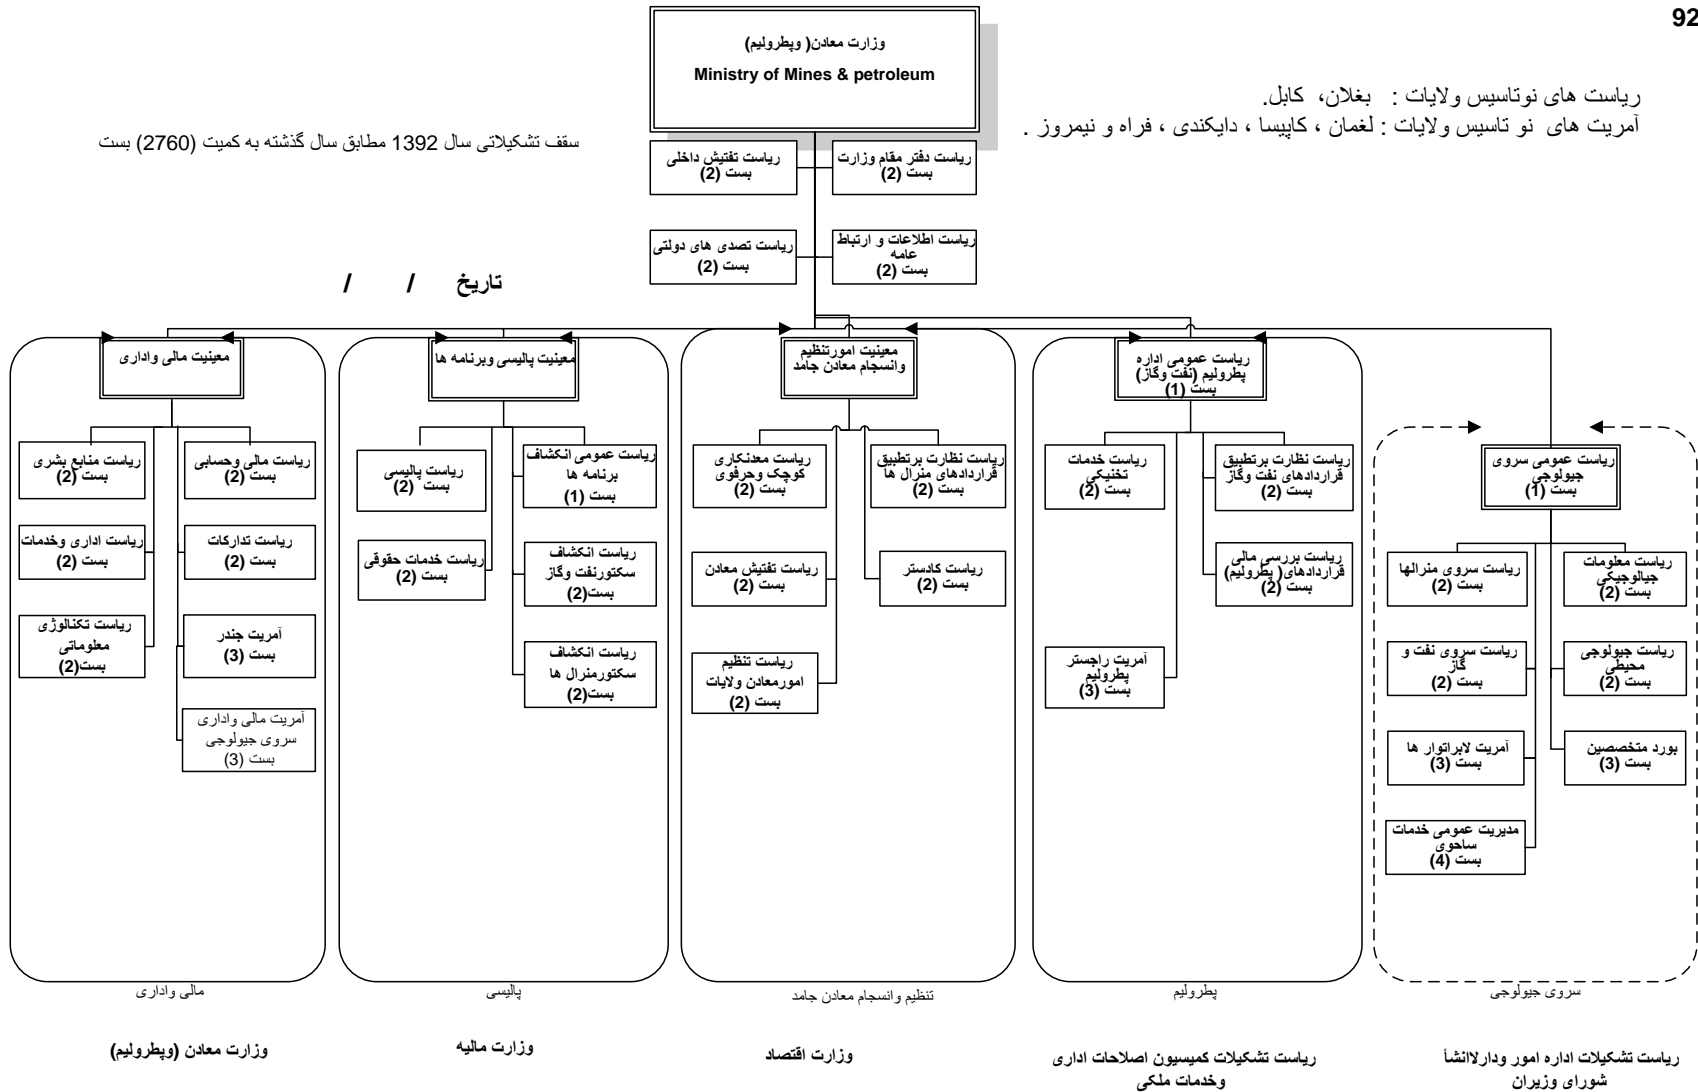 92
وزارت معادن( وپطرولیم)
Ministry of Mines & petroleum
ریاست های نوتاسیس ولایات : بغلان، کابل.
آمریت های نو تاسیس ولایات : لغمان ، کاپیسا ، دایکندی ، فراه و نیمروز .
سقف تشکیلاتی سال 1392 مطابق سال گذشته به کمیت (2760) بست
ریاست دفتر مقام وزارت
بست (2)
ریاست تفتیش داخلی
بست (2)
ریاست اطلاعات و ارتباط
عامه
بست (2)
ریاست تصدی های دولتی
بست (2)
تاریخ / /
ریاست عمومی سروی
جیولوجی
بست (1)
ریاست معلومات
جیالوجیکی
بست (2)
ریاست سروی منرالها
بست (2)
ریاست جیولوجی
محیطی
بست (2)
ریاست سروی نفت و
گاز
بست (2)
بورد متخصصین
بست (3)
آمریت لابراتوار ها
بست (3)
مدیریت عمومی خدمات
ساحوی
بست (4)
سروی جیولوجی
ریاست عمومی اداره
پطرولیم (نفت وگاز)
بست (1)
ریاست نظارت برتطبیق
قراردادهای نفت وگاز
بست (2)
ریاست خدمات
تخنیکی
بست (2)
ریاست بررسی مالی
قراردادهای( پطرولیم)
بست (2)
آمریت راجستر
پطرولیم
بست (3)
پطرولیم
معینیت امورتنظیم
وانسجام معادن جامد
ریاست نظارت برتطبیق
قراردادهای منرال ها
بست (2)
ریاست معدنکاری
کوچک وحرفوی
بست (2)
ریاست کادستر
بست (2)
ریاست تفتیش معادن
بست (2)
ریاست تنظیم
امورمعادن ولایات
بست (2)
تنظیم وانسجام معادن جامد
معینیت پالیسی وبرنامه ها
ریاست عمومی انکشاف
برنامه ها
بست (1)
ریاست پالیسی
بست (2)
ریاست انکشاف
سکتورنفت وگاز
بست(2)
ریاست خدمات حقوقی
بست (2)
ریاست انکشاف
سکتورمنرال ها
بست(2)
پالیسی
معینیت مالی واداری
ریاست مالی وحسابی
بست (2)
ریاست منابع بشری
بست (2)
ریاست تدارکات
بست (2)
ریاست اداری وخدمات
بست (2)
آمریت جندر
بست (3)
ریاست تکنالوژی
معلوماتی
بست(2)
آمریت مالی واداری
سروی جیولوجی
بست (3)
مالی واداری
ریاست تشکیلات اداره امور ودارلاانشأ
شورای وزیران
ریاست تشکیلات کمیسیون اصلاحات اداری
وخدمات ملکی
وزارت اقتصاد
وزارت مالیه
وزارت معادن (وپطرولیم)